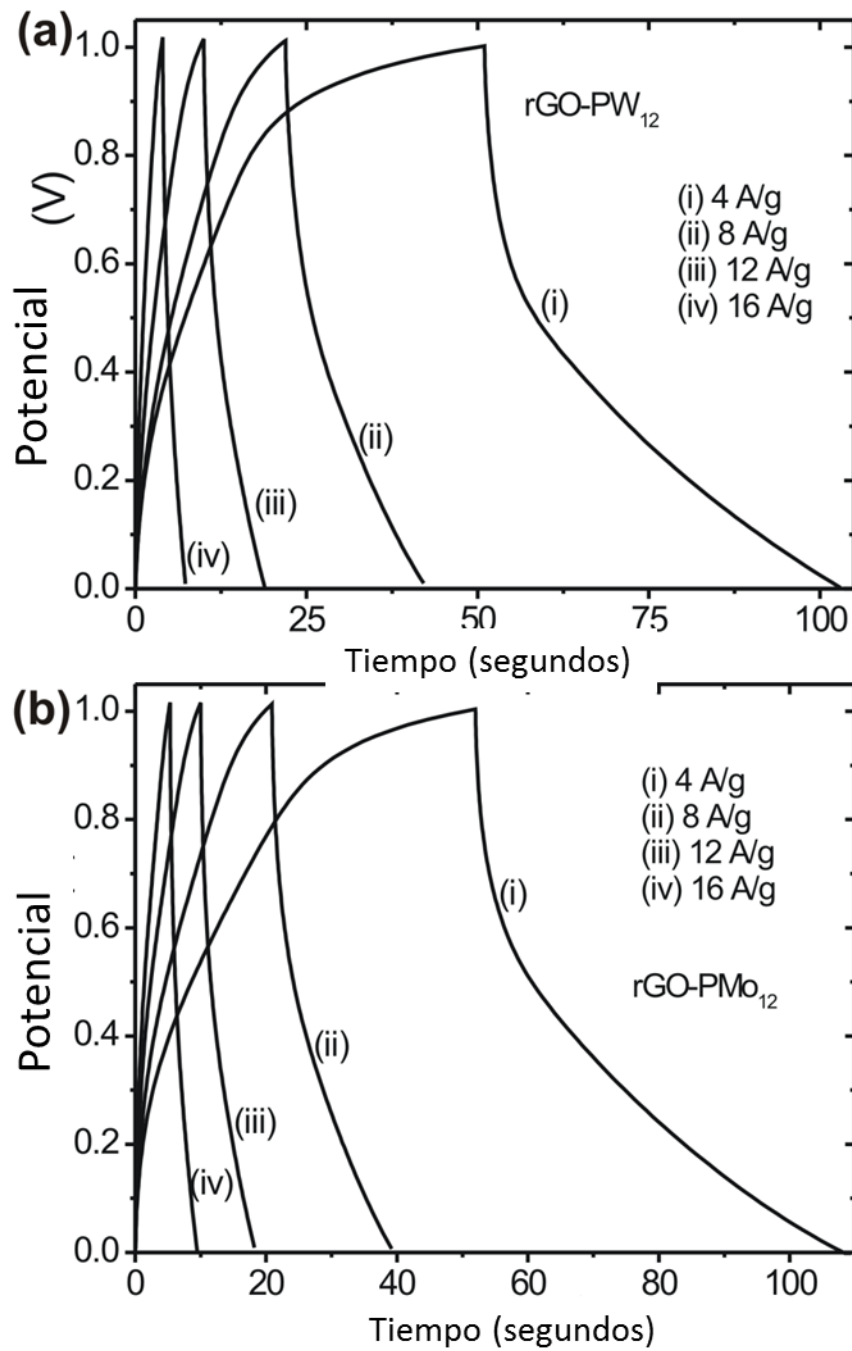 (a)
1.0
0.8
0.6
0.4
0.2
0.0
Potencial (V)
rGO-PW₁₂
(i) 4 A/g
(ii) 8 A/g
(iii) 12 A/g
(iv) 16 A/g
(i)
(ii)
(iii)
(iv)
0 25 50 75 100
Tiempo (segundos)
(b)
1.0
0.8
0.6
0.4
0.2
0.0
Potencial
(i) 4 A/g
(ii) 8 A/g
(iii) 12 A/g
(iv) 16 A/g
rGO-PMo₁₂
(i)
(ii)
(iii)
(iv)
0 20 40 60 80 100
Tiempo (segundos)